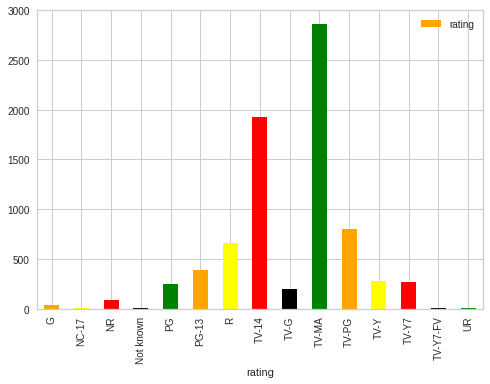 3000
2500
2000
1500
1000
500
0
rating
G
NC-17
NR
Not known
PG
PG-13
R
TV-14
TV-G
TV-MA
TV-PG
TV-Y
TV-Y7
TV-Y7-FV
UR
rating